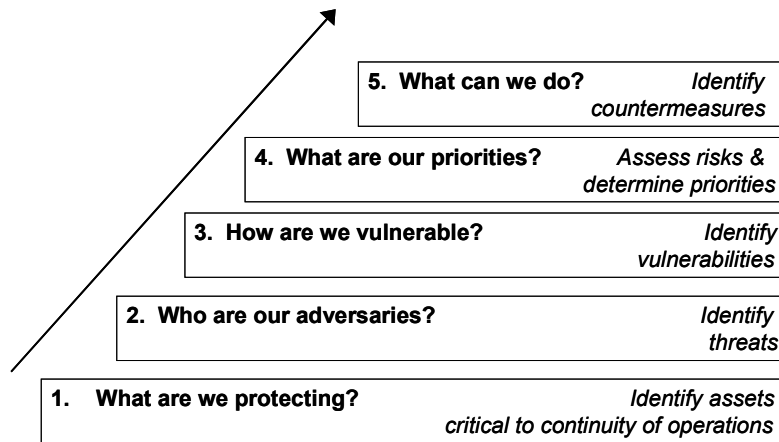 5. What can we do? Identify
countermeasures
4. What are our priorities? Assess risks &
determine priorities
3. How are we vulnerable? Identify
vulnerabilities
2. Who are our adversaries? Identify
threats
1. What are we protecting? Identify assets
critical to continuity of operations